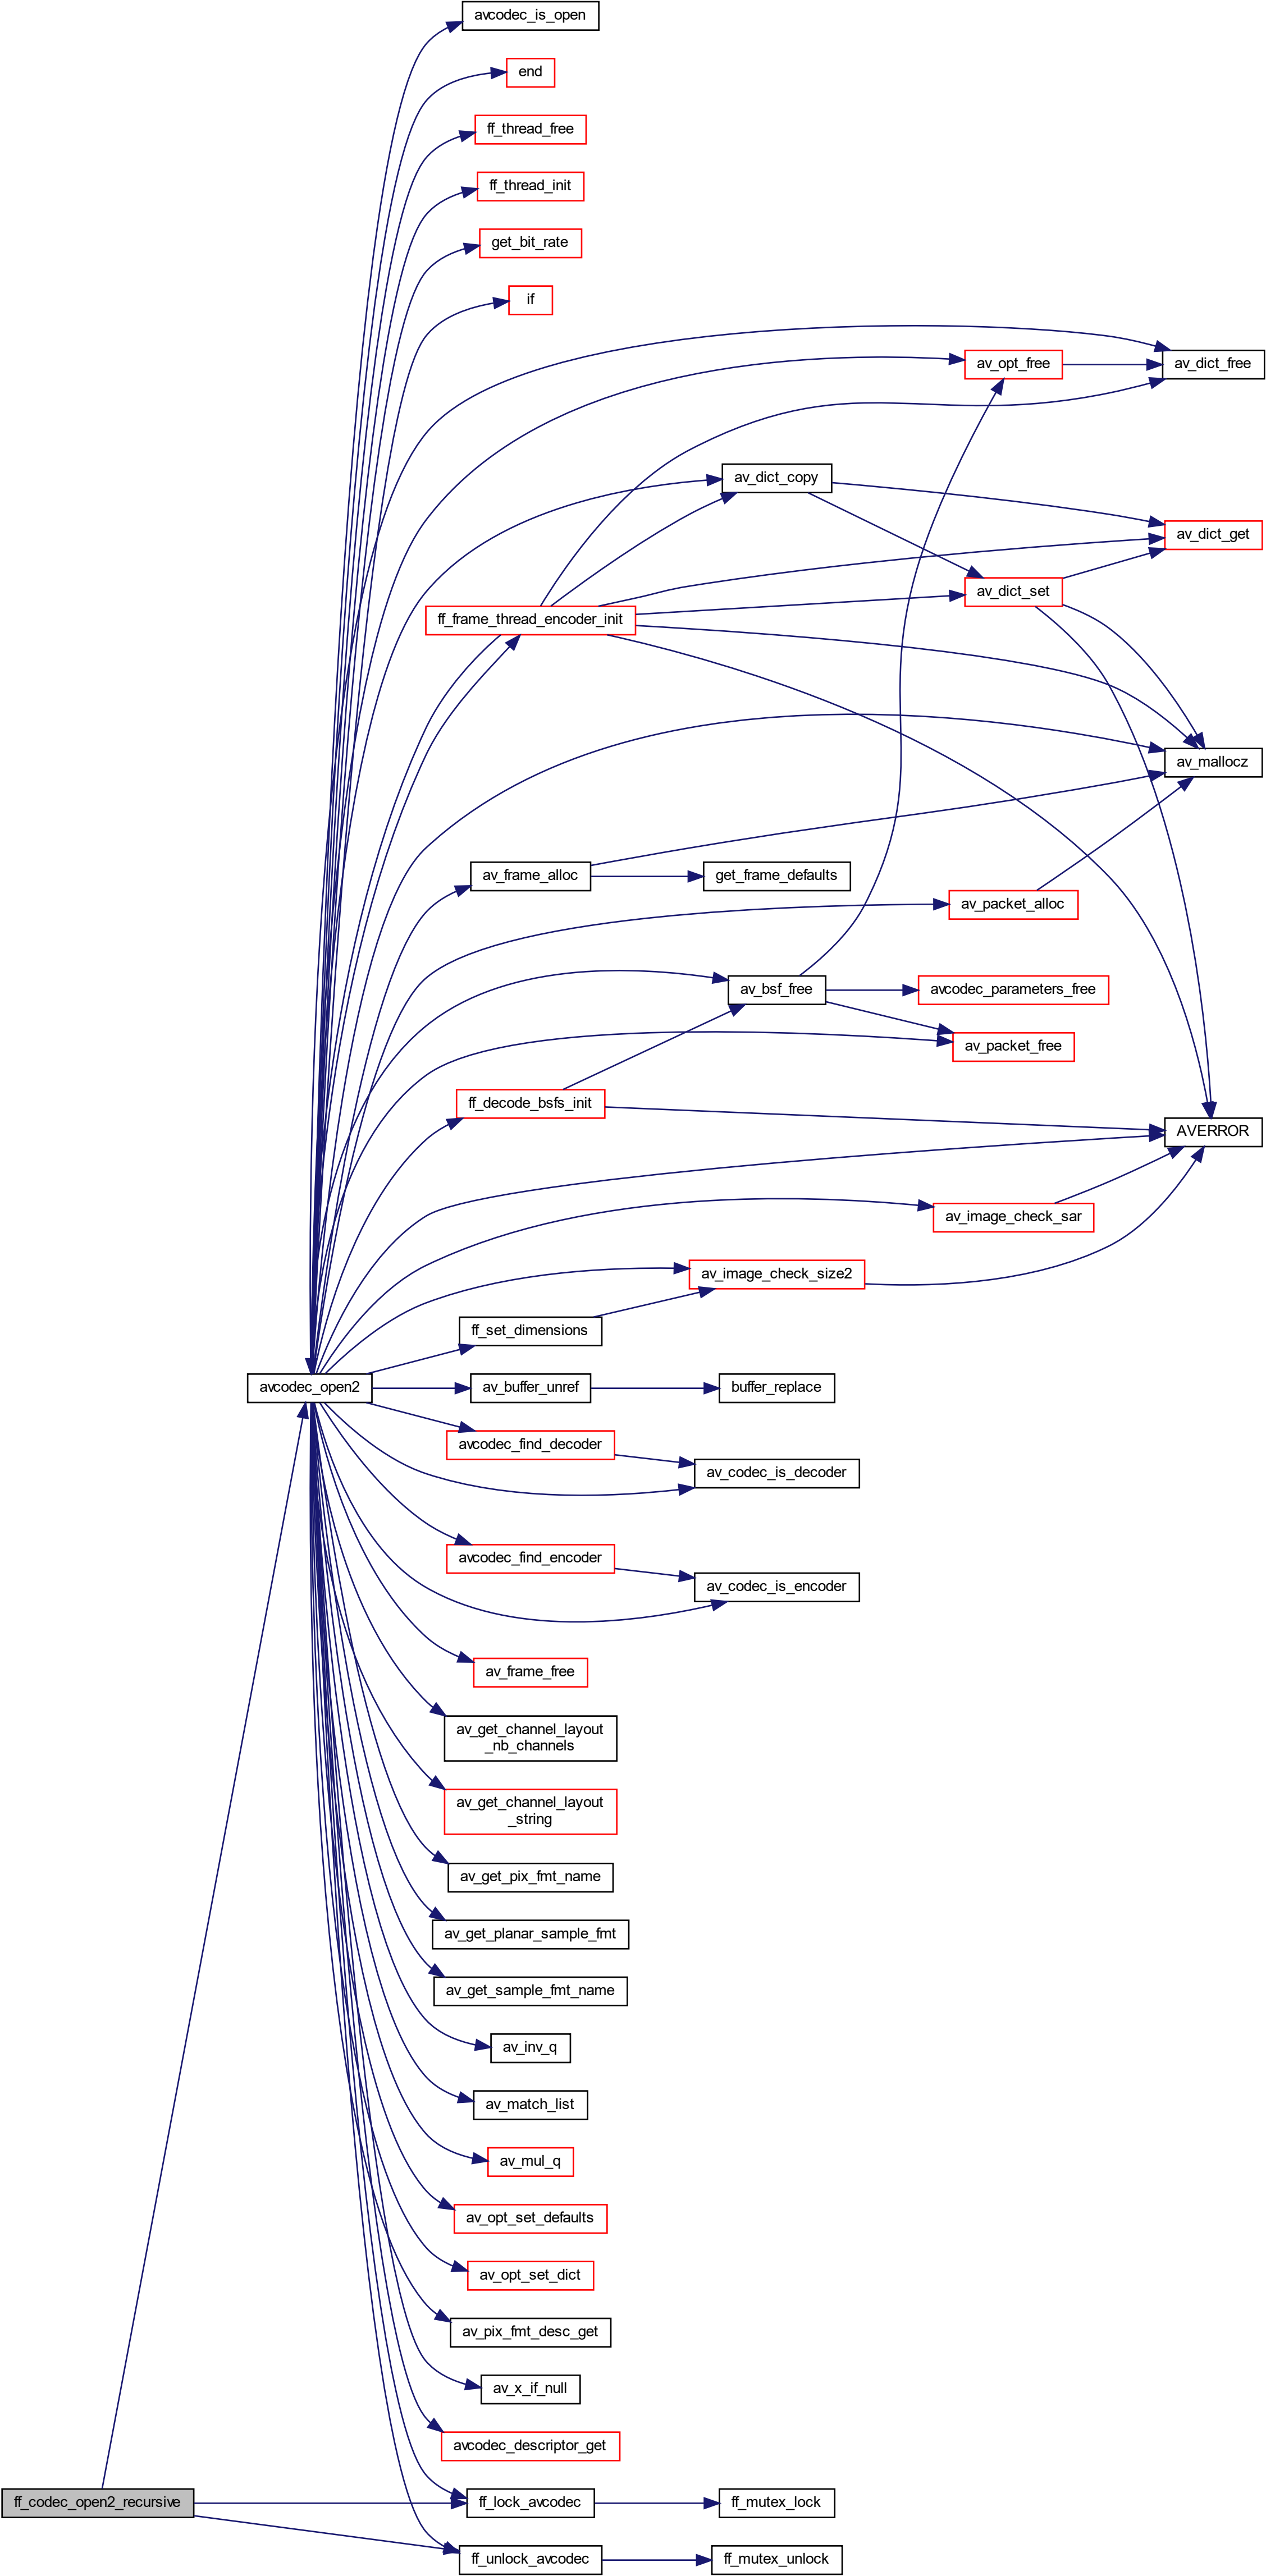 avcodec_is_open
end
ff_thread_free
ff_thread_init
get_bit_rate
if
av_opt_free
av_dict_free
av_dict_copy
av_dict_get
av_dict_set
ff_frame_thread_encoder_init
av_mallocz
av_frame_alloc
get_frame_defaults
av_packet_alloc
av_bsf_free
avcodec_parameters_free
av_packet_free
ff_decode_bsfs_init
AVERROR
av_image_check_sar
av_image_check_size2
ff_set_dimensions
avcodec_open2
av_buffer_unref
buffer_replace
avcodec_find_decoder
av_codec_is_decoder
avcodec_find_encoder
av_codec_is_encoder
av_frame_free
av_get_channel_layout
_nb_channels
av_get_channel_layout
_string
av_get_pix_fmt_name
av_get_planar_sample_fmt
av_get_sample_fmt_name
av_inv_q
av_match_list
av_mul_q
av_opt_set_defaults
av_opt_set_dict
av_pix_fmt_desc_get
av_x_if_null
avcodec_descriptor_get
ff_codec_open2_recursive
ff_lock_avcodec
ff_mutex_lock
ff_unlock_avcodec
ff_mutex_unlock